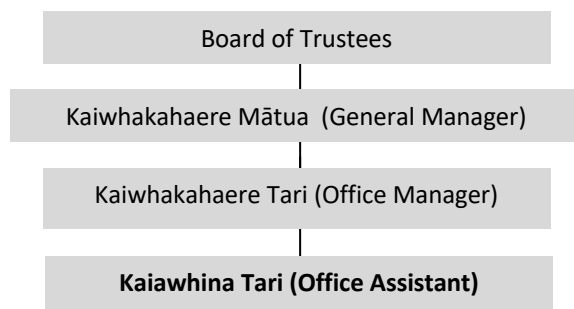 Board of Trustees
Kaiwhakahaere Mātua  (General Manager)
Kaiwhakahaere Tari (Office Manager)
Kaiawhina Tari (Office Assistant)